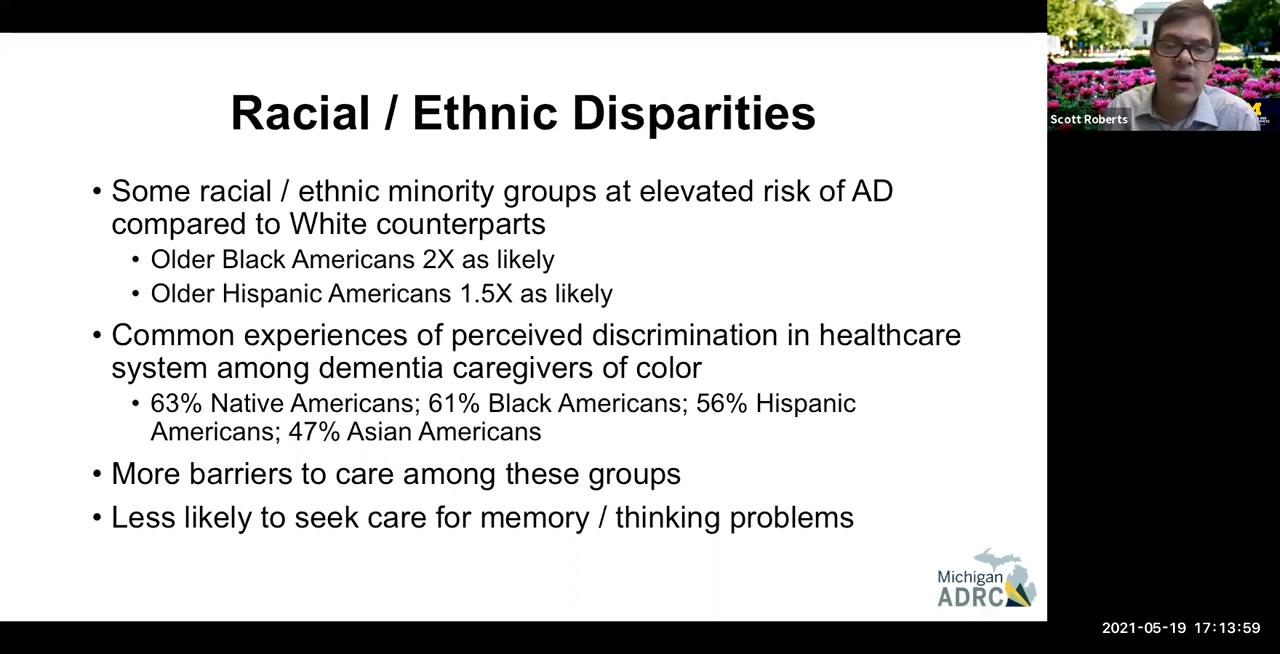 Racial / Ethnic Disparities
• Some racial / ethnic minority groups at elevated risk of AD
compared to White counterparts
• Older Black Americans 2X as likely
• Older Hispanic Americans 1.5X as likely
• Common experiences of perceived discrimination in healthcare
system among dementia caregivers of color
• 63% Native Americans; 61% Black Americans; 56% Hispanic
Americans; 47% Asian Americans
• More barriers to care among these groups
• Less likely to seek care for memory / thinking problems
Michigan
ADRC
Scott Roberts
2021-05-19 17:13:59